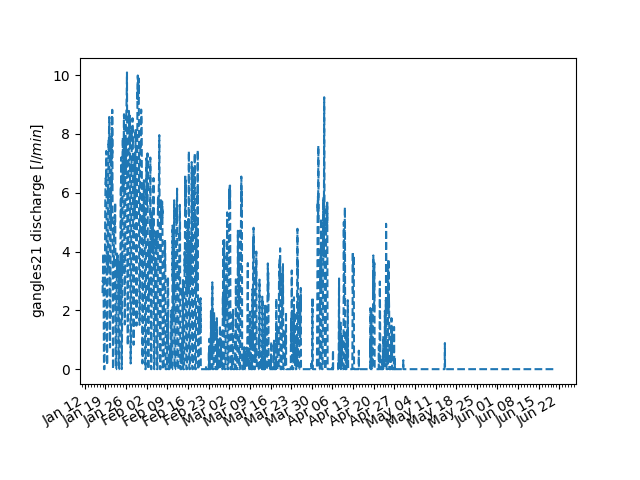 gangles21 discharge [l/min]
10
8
6
4
2
0
Jan 12
Jan 19
Jan 26
Feb 02
Feb 09
Feb 16
Feb 23
Mar 02
Mar 09
Mar 16
Mar 23
Mar 30
Apr 06
Apr 13
Apr 20
Apr 27
May 04
May 11
May 18
May 25
Jun 01
Jun 08
Jun 15
Jun 22